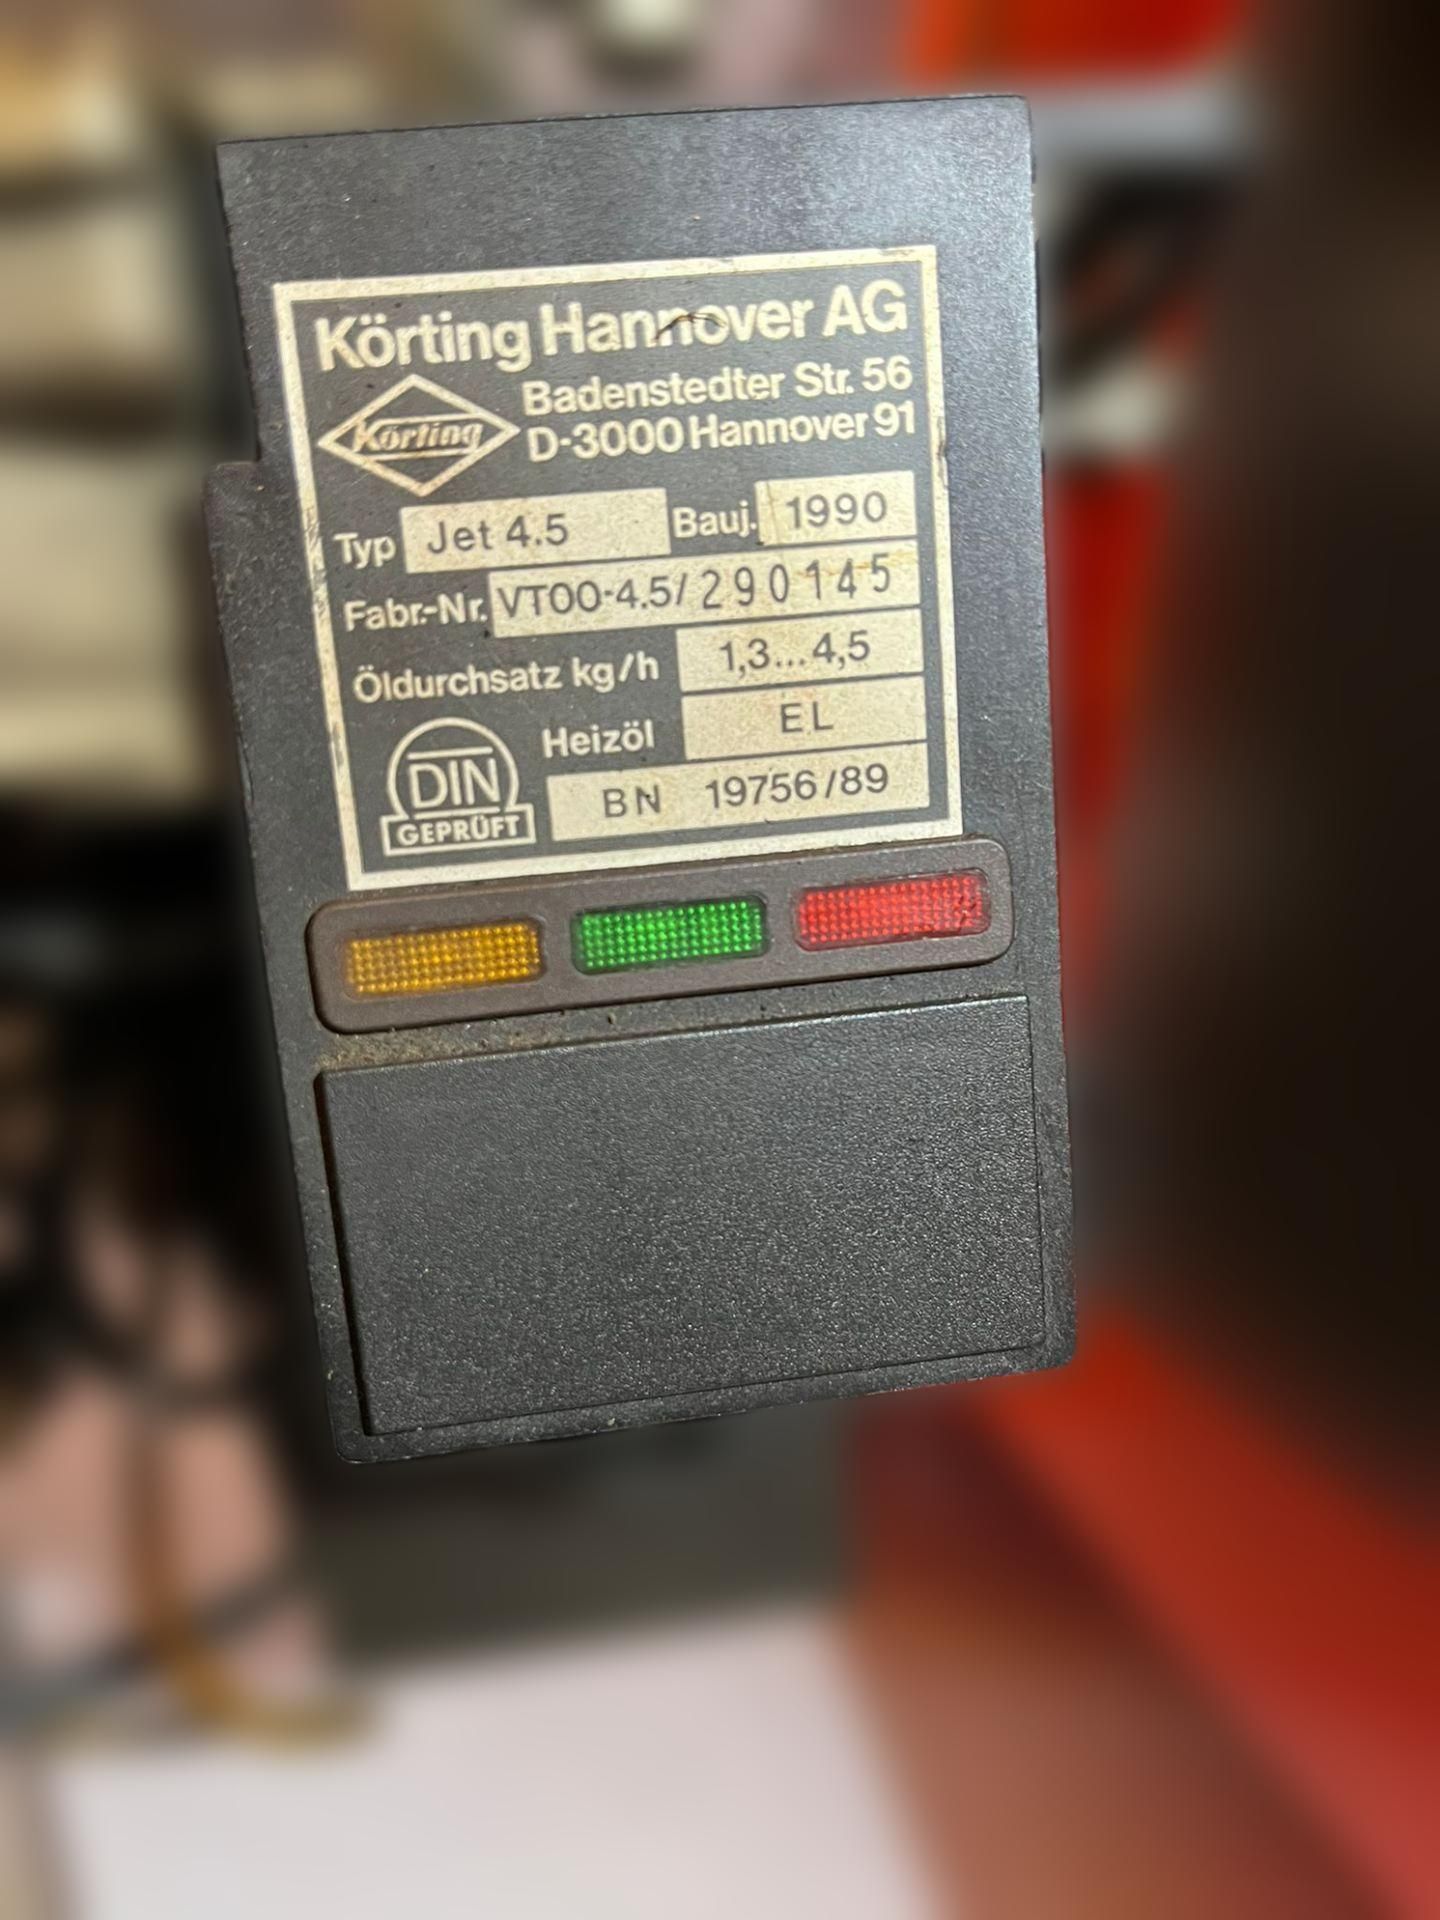 Körting Hannover AG
Körting
Badenstedter Str. 56
D-3000 Hannover 91
Typ Jet 4.5 Bauj. 1990
Fabr.-Nr. VTOO-4.5/290145
Öldurchsatz kg/h 1,3...4,5
Heizöl EL
DIN
GEPRÜFT
BN 19756/89